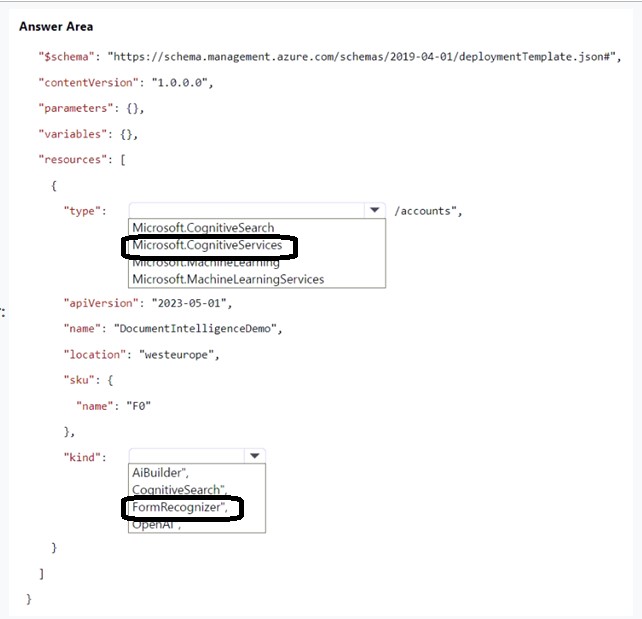 Answer Area
"$schema": "https://schema.management.azure.com/schemas/2019-04-01/deploymentTemplate.json#",
"contentVersion": "1.0.0.0",
"parameters": {},
"variables": {},
"resources": [
{
"type": /accounts",
Microsoft.CognitiveSearch
Microsoft.CognitiveServices
Microsoft.MachineLearning
Microsoft.MachineLearningServices
"apiVersion": "2023-05-01",
"name": "DocumentIntelligenceDemo",
"location": "westeurope",
"sku": {
"name": "F0"
},
"kind":
AiBuilder",
CognitiveSearch",
FormRecognizer",
OpenAI",
}
]
}